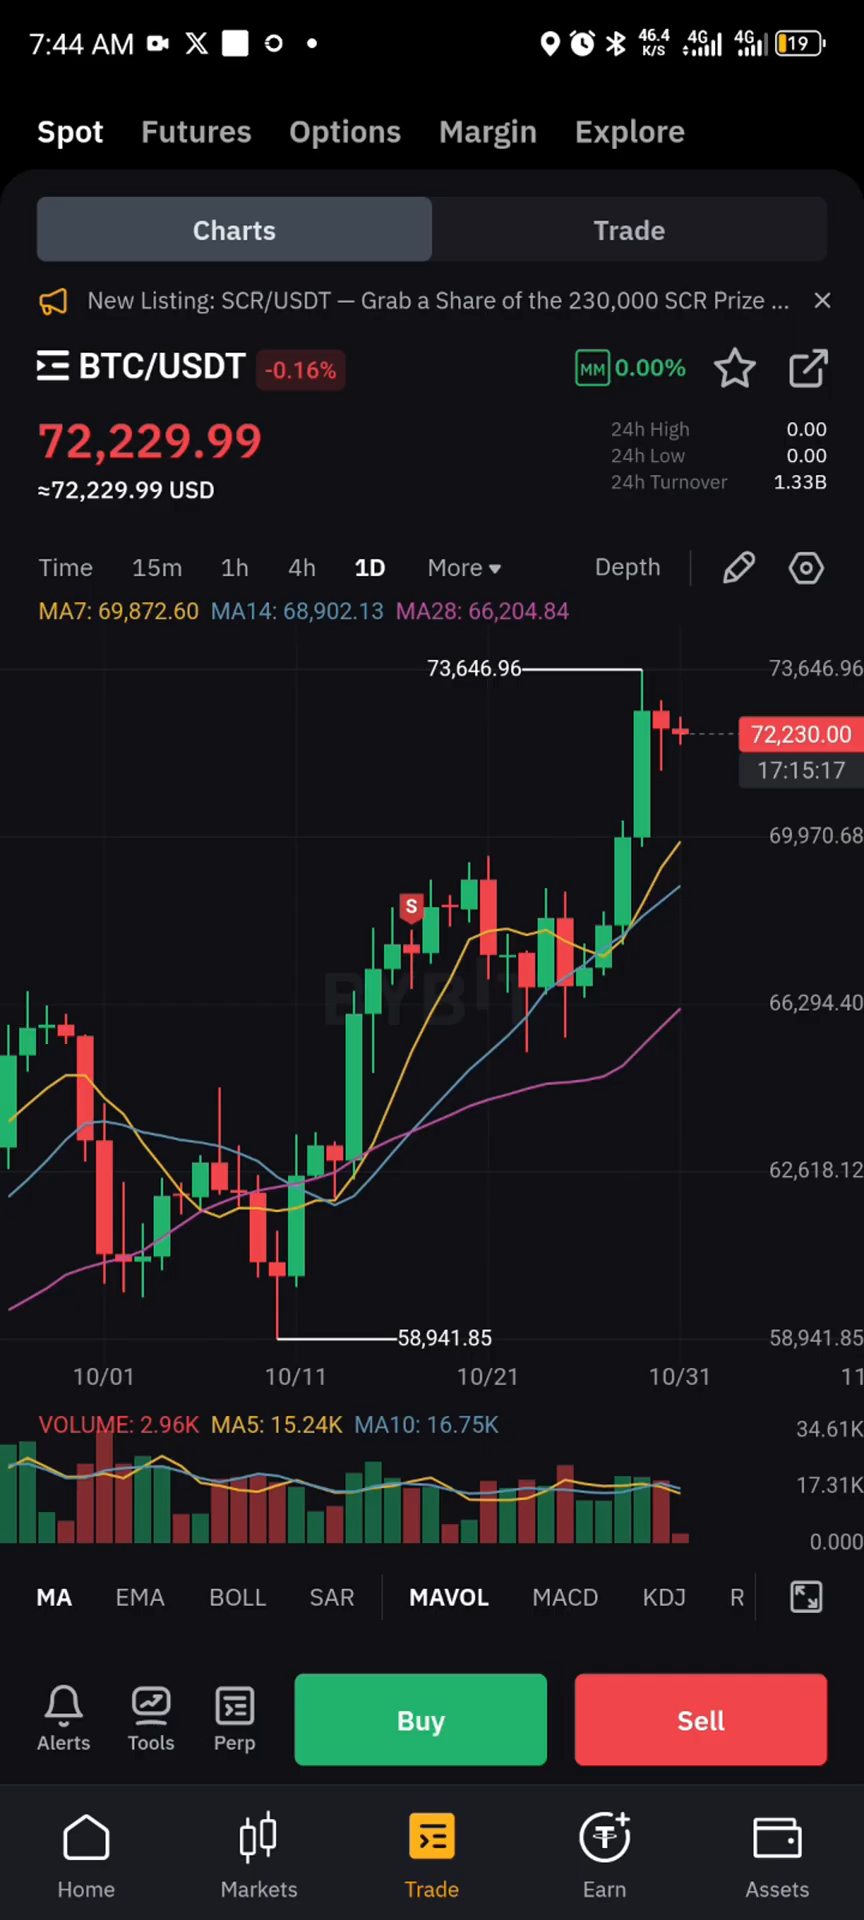 7:44 AM X 46.4 K/S 4G 4G 19
Spot Futures Options Margin Explore
Charts Trade
New Listing: SCR/USDT — Grab a Share of the 230,000 SCR Prize ...
BTC/USDT -0.16% MM 0.00%
72,229.99
≈72,229.99 USD
24h High 0.00
24h Low 0.00
24h Turnover 1.33B
Time 15m 1h 4h 1D More Depth
MA7: 69,872.60 MA14: 68,902.13 MA28: 66,204.84
73,646.96 73,646.96
72,230.00
17:15:17
69,970.68
S
BYBIT
66,294.40
62,618.12
58,941.85 58,941.85
10/01 10/11 10/21 10/31 11
VOLUME: 2.96K MA5: 15.24K MA10: 16.75K
34.61K
17.31K
0.000
MA EMA BOLL SAR MAVOL MACD KDJ R
Alerts Tools Perp Buy Sell
Home Markets Trade Earn Assets